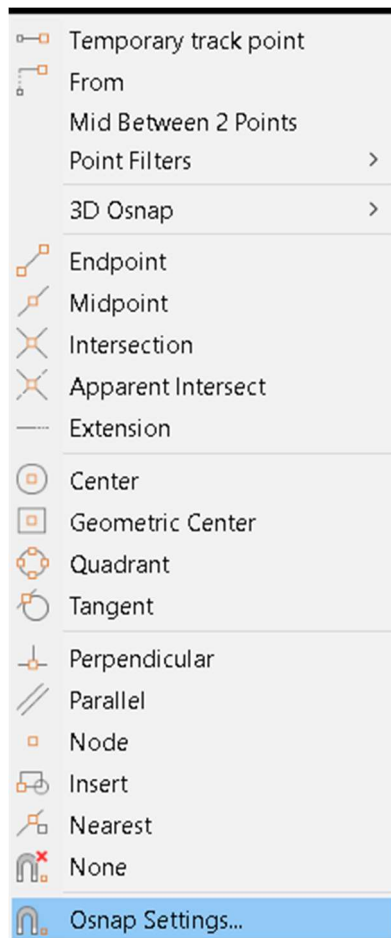 Temporary track point
From
Mid Between 2 Points
Point Filters
3D Osnap
Endpoint
Midpoint
Intersection
Apparent Intersect
Extension
Center
Geometric Center
Quadrant
Tangent
Perpendicular
Parallel
Node
Insert
Nearest
None
Osnap Settings...